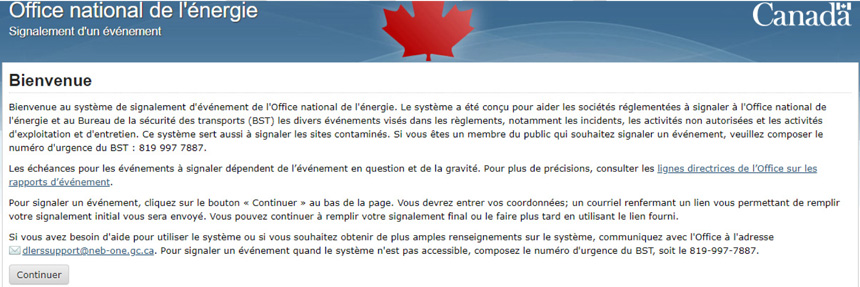 Office national de l'énergie
Canada
Signalement d'un événement
Bienvenue
Bienvenue au système de signalement d'événement de l'Office national de l'énergie. Le système a été conçu pour aider les sociétés réglementées à signaler à l'Office national de
l'énergie et au Bureau de la sécurité des transports (BST) les divers événements visés dans les règlements, notamment les incidents, les activités non autorisées et les activités
d'exploitation et d'entretien. Ce système sert aussi à signaler les sites contaminés. Si vous êtes un membre du public qui souhaitez signaler un événement, veuillez composer le
numéro d'urgence du BST : 819 997 7887.
Les échéances pour les événements à signaler dépendent de l'événement en question et de la gravité. Pour plus de précisions, consulter les lignes directrices de l'Office sur les
rapports d'événement.
Pour signaler un événement, cliquez sur le bouton « Continuer » au bas de la page. Vous devrez entrer vos coordonnées; un courriel renfermant un lien vous permettant de remplir
votre signalement initial vous sera envoyé. Vous pouvez continuer à remplir votre signalement final ou le faire plus tard en utilisant le lien fourni.
Si vous avez besoin d'aide pour utiliser le système ou si vous souhaitez obtenir de plus amples renseignements sur le système, communiquez avec l'Office à l'adresse
dlerssupport@neb-one.gc.ca. Pour signaler un événement quand le système n'est pas accessible, composez le numéro d'urgence du BST, soit le 819-997-7887.
Continuer